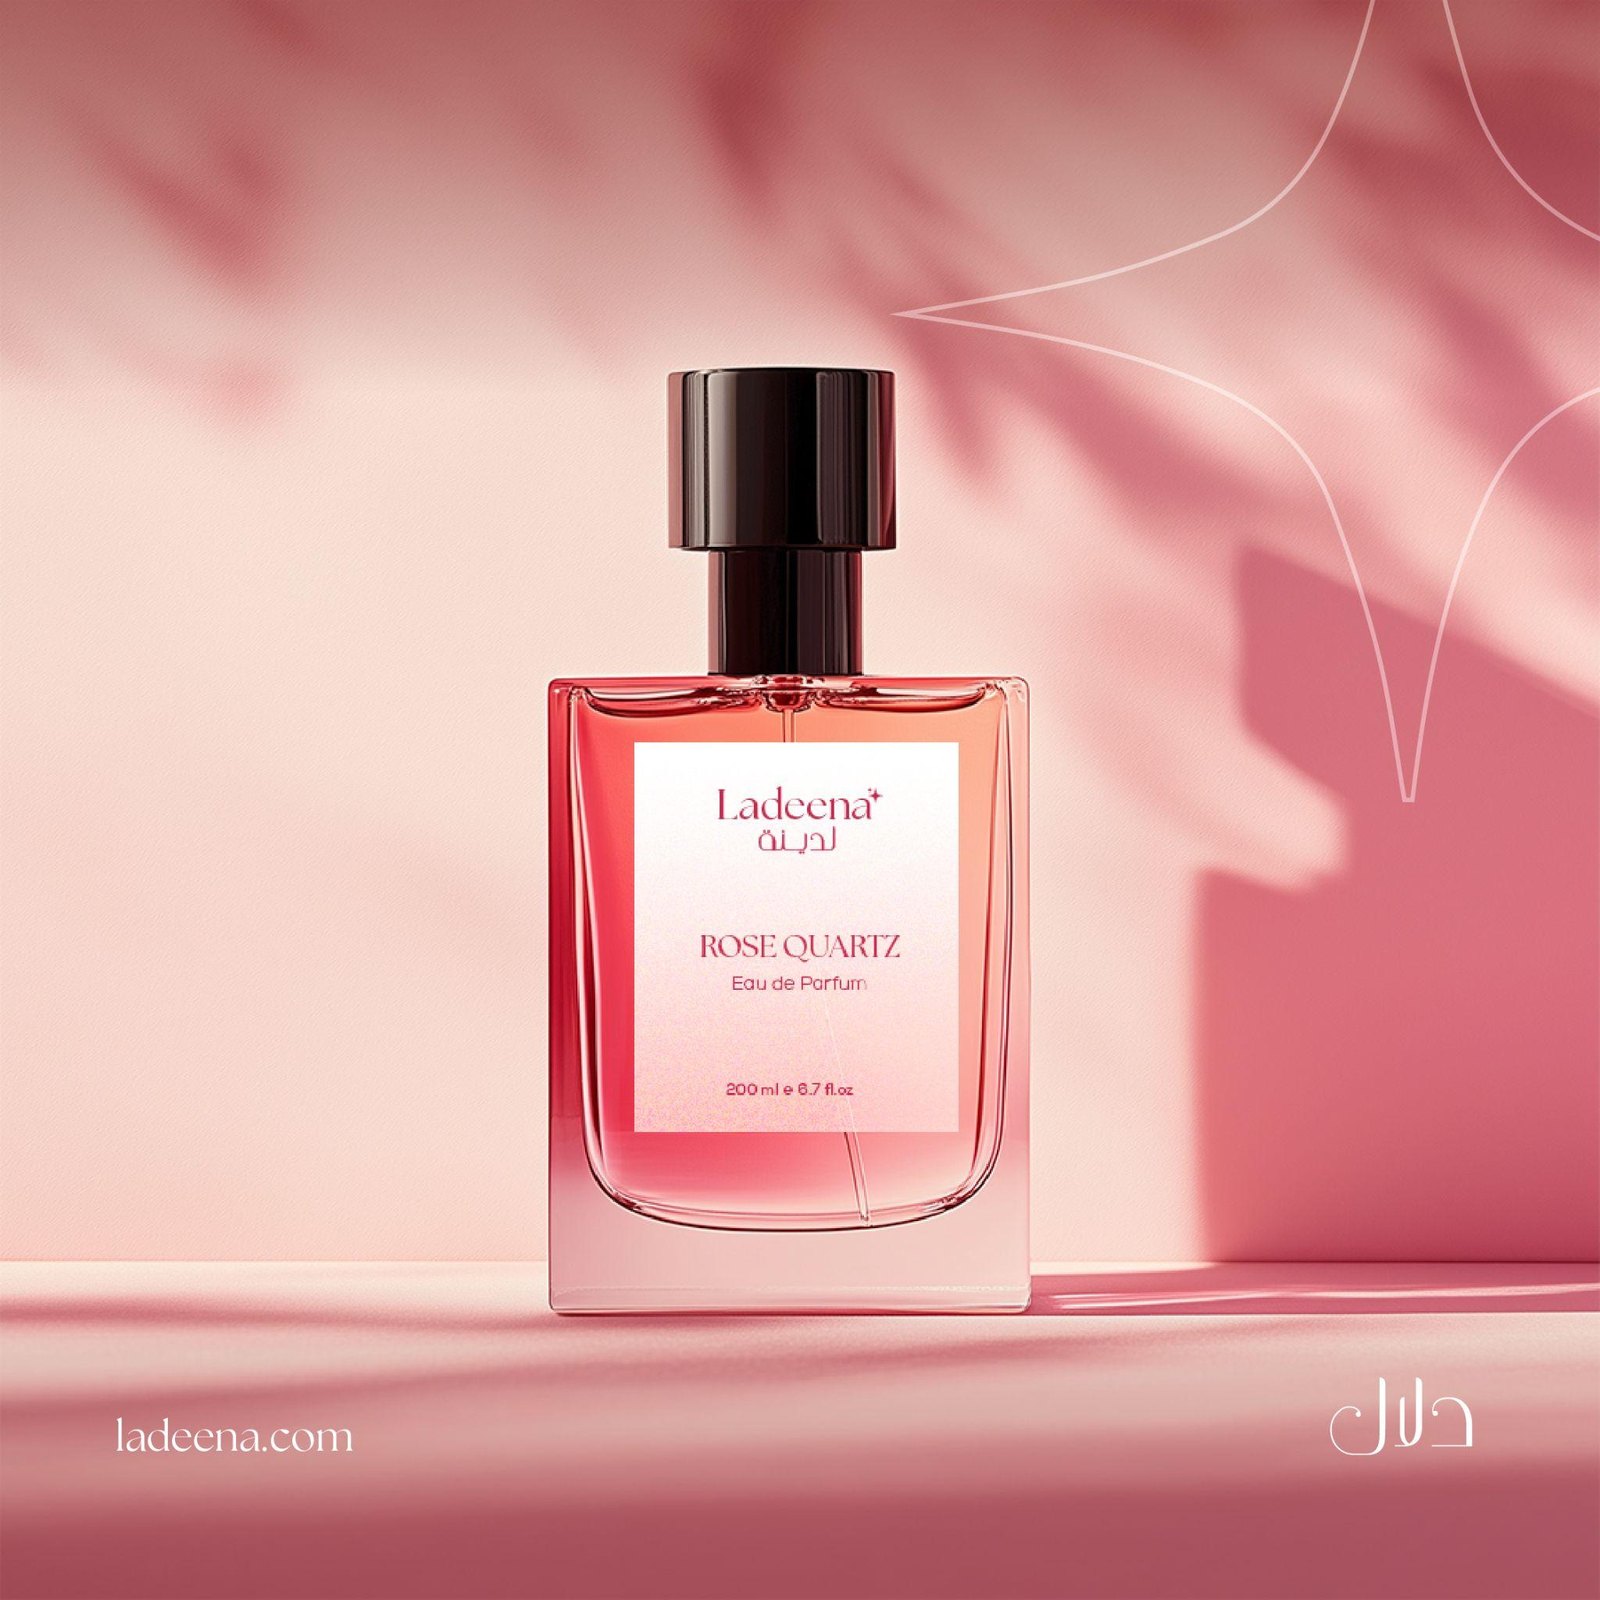 Ladeena
لدينة
ROSE QUARTZ
Eau de Parfum
200 ml e 6.7 fl.oz
ladeena.com
دلال